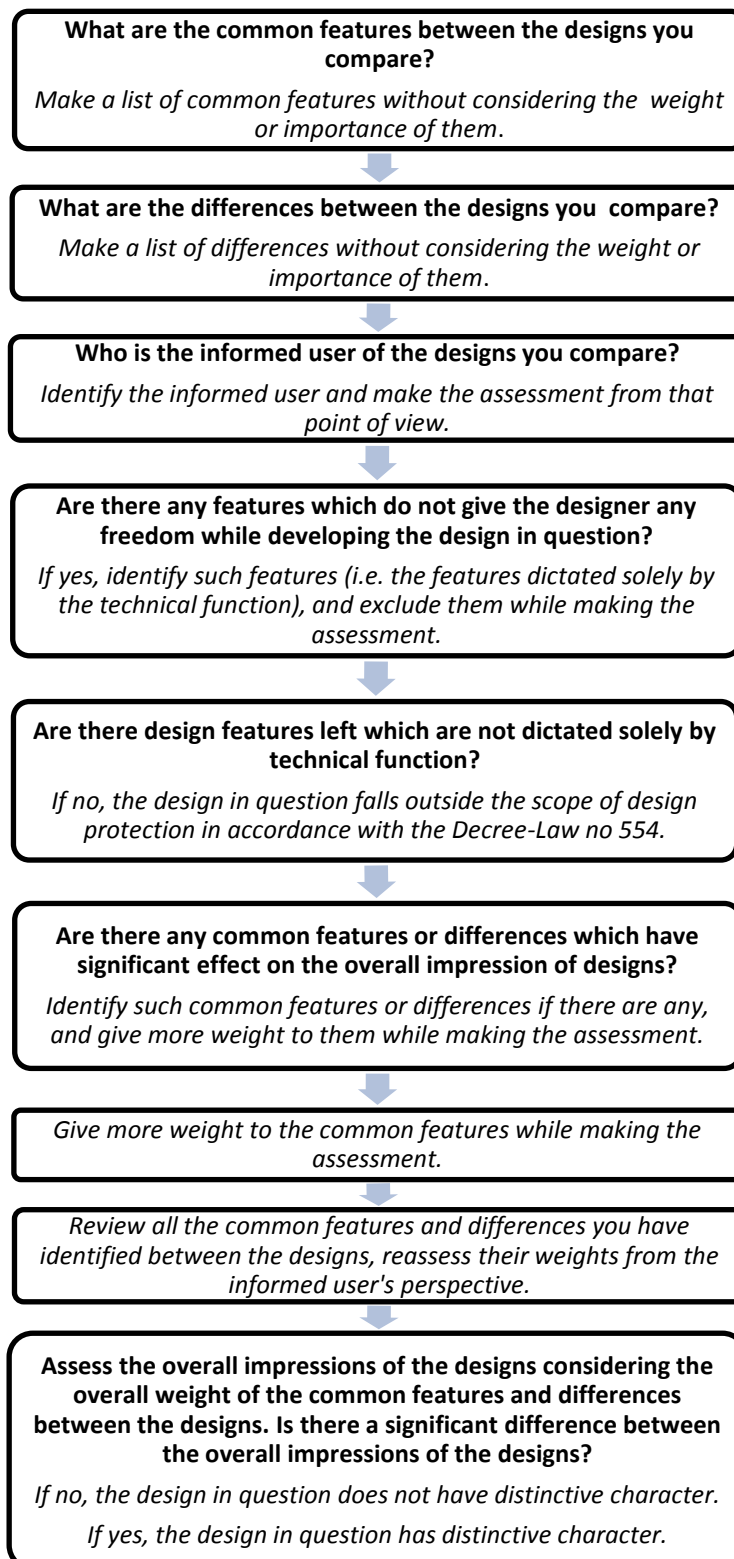 What are the common features between the designs you
compare?
Make a list of common features without considering the weight
or importance of them.
What are the differences between the designs you compare?
Make a list of differences without considering the weight or
importance of them.
Who is the informed user of the designs you compare?
Identify the informed user and make the assessment from that
point of view.
Are there any features which do not give the designer any
freedom while developing the design in question?
If yes, identify such features (i.e. the features dictated solely by
the technical function), and exclude them while making the
assessment.
Are there design features left which are not dictated solely by
technical function?
If no, the design in question falls outside the scope of design
protection in accordance with the Decree-Law no 554.
Are there any common features or differences which have
significant effect on the overall impression of designs?
Identify such common features or differences if there are any,
and give more weight to them while making the assessment.
Give more weight to the common features while making the
assessment.
Review all the common features and differences you have
identified between the designs, reassess their weights from the
informed user's perspective.
Assess the overall impressions of the designs considering the
overall weight of the common features and differences
between the designs. Is there a significant difference between
the overall impressions of the designs?
If no, the design in question does not have distinctive character.
If yes, the design in question has distinctive character.